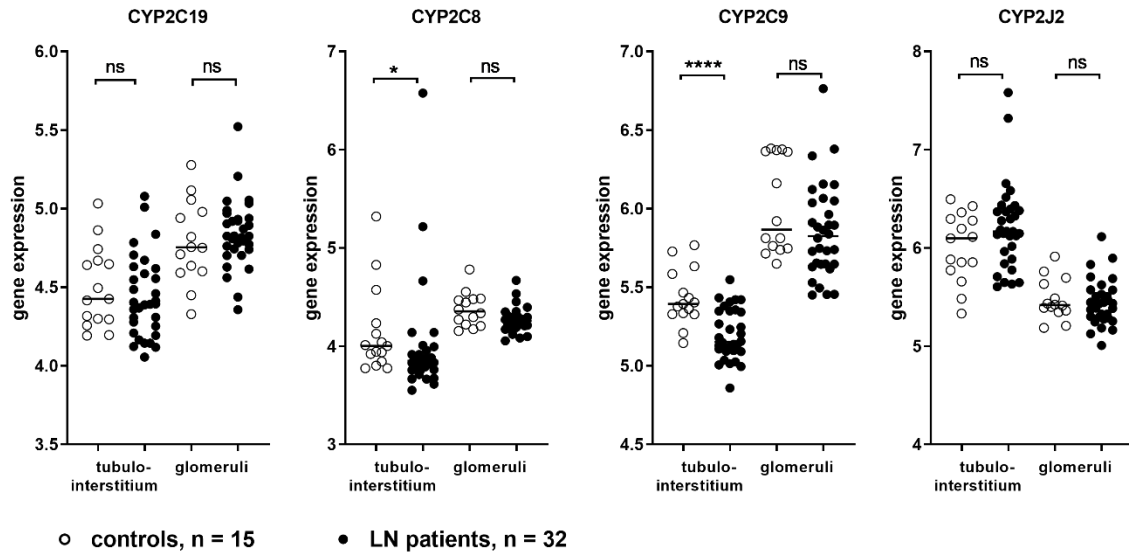 CYP2C19
CYP2C8
CYP2C9
CYP2J2
gene expression
6.0
5.5
5.0
4.5
4.0
3.5
ns
ns
tubulo-
interstitium
glomeruli
gene expression
7
6
5
4
3
*
ns
tubulo-
interstitium
glomeruli
gene expression
7.0
6.5
6.0
5.5
5.0
4.5
****
ns
tubulo-
interstitium
glomeruli
gene expression
8
7
6
5
4
ns
ns
tubulo-
interstitium
glomeruli
controls, n = 15
LN patients, n = 32